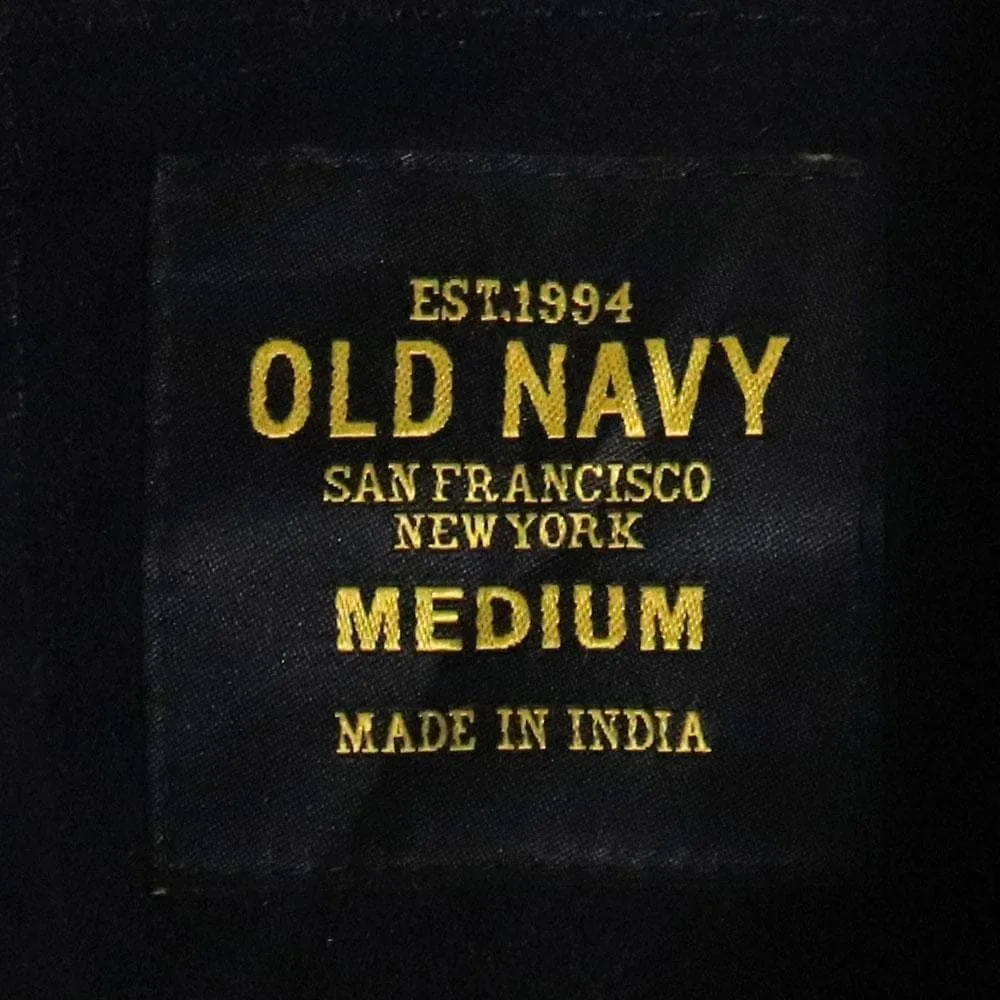 EST.1994
OLD NAVY
SAN FRANCISCO
NEW YORK
MEDIUM
MADE IN INDIA